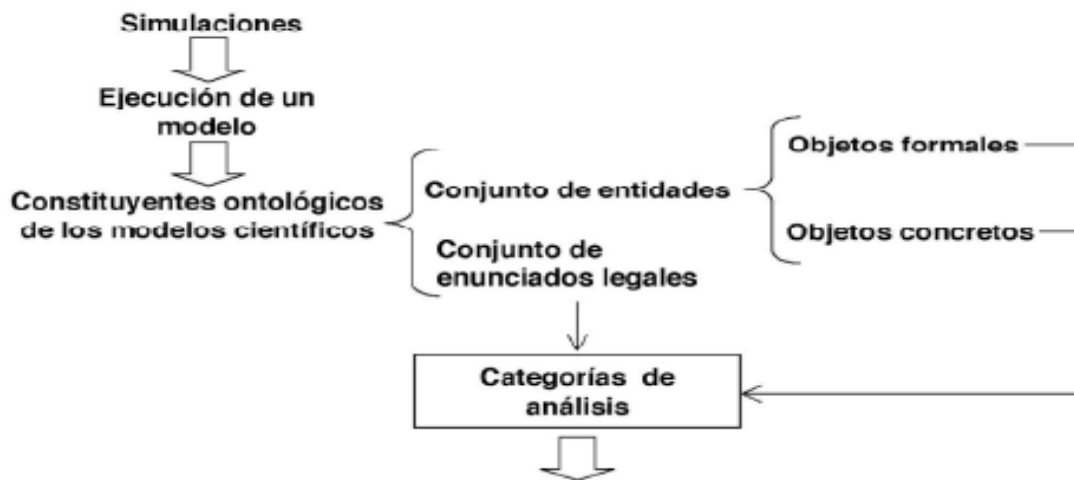 Simulaciones
Ejecución de un
modelo
Constituyentes ontológicos
de los modelos científicos
Conjunto de entidades
Objetos formales
Objetos concretos
Conjunto de
enunciados legales
Categorías de
análisis